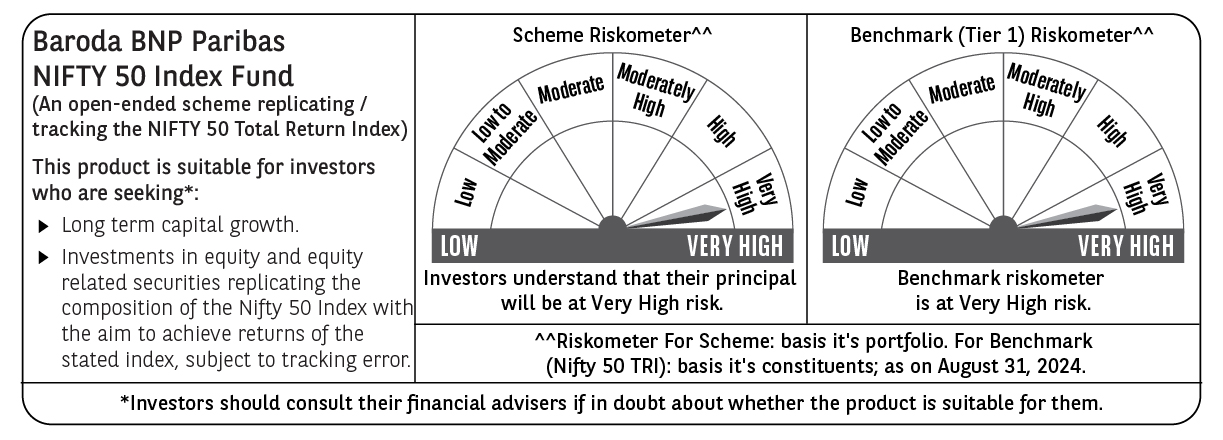 Baroda BNP Paribas
NIFTY 50 Index Fund
(An open-ended scheme replicating /
tracking the NIFTY 50 Total Return Index)
This product is suitable for investors
who are seeking*:
▶ Long term capital growth.
▶ Investments in equity and equity
related securities replicating the
composition of the Nifty 50 Index with
the aim to achieve returns of the
stated index, subject to tracking error.
Scheme Riskometer^^
Low
Low to
Moderate
Moderate
Moderately
High
High
Very
High
LOW
VERY HIGH
Investors understand that their principal
will be at Very High risk.
Benchmark (Tier 1) Riskometer^^
Low
Low to
Moderate
Moderate
Moderately
High
High
Very
High
LOW
VERY HIGH
Benchmark riskometer
is at Very High risk.
^^Riskometer For Scheme: basis it's portfolio. For Benchmark
(Nifty 50 TRI): basis it's constituents; as on August 31, 2024.
*Investors should consult their financial advisers if in doubt about whether the product is suitable for them.